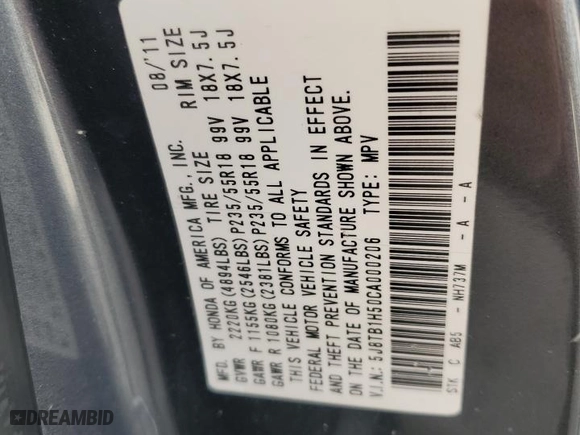 MFD. BY HONDA OF AMERICA MFG., INC. 08/'11
GVWR 2220KG(4894LBS) TIRE SIZE RIM SIZE
GAWR F 1155KG(2546LBS) P235/55R18 99V 18X7.5J
GAWR R 1080KG(2381LBS) P235/55R18 99V 18X7.5J
THIS VEHICLE CONFORMS TO ALL APPLICABLE
FEDERAL MOTOR VEHICLE SAFETY
AND THEFT PREVENTION STANDARDS IN EFFECT
ON THE DATE OF MANUFACTURE SHOWN ABOVE.
V.I.N.: 5J8TB1H50CA000206 TYPE: MPV
STK C AB5 - NH737M - A - A
DREAMBID